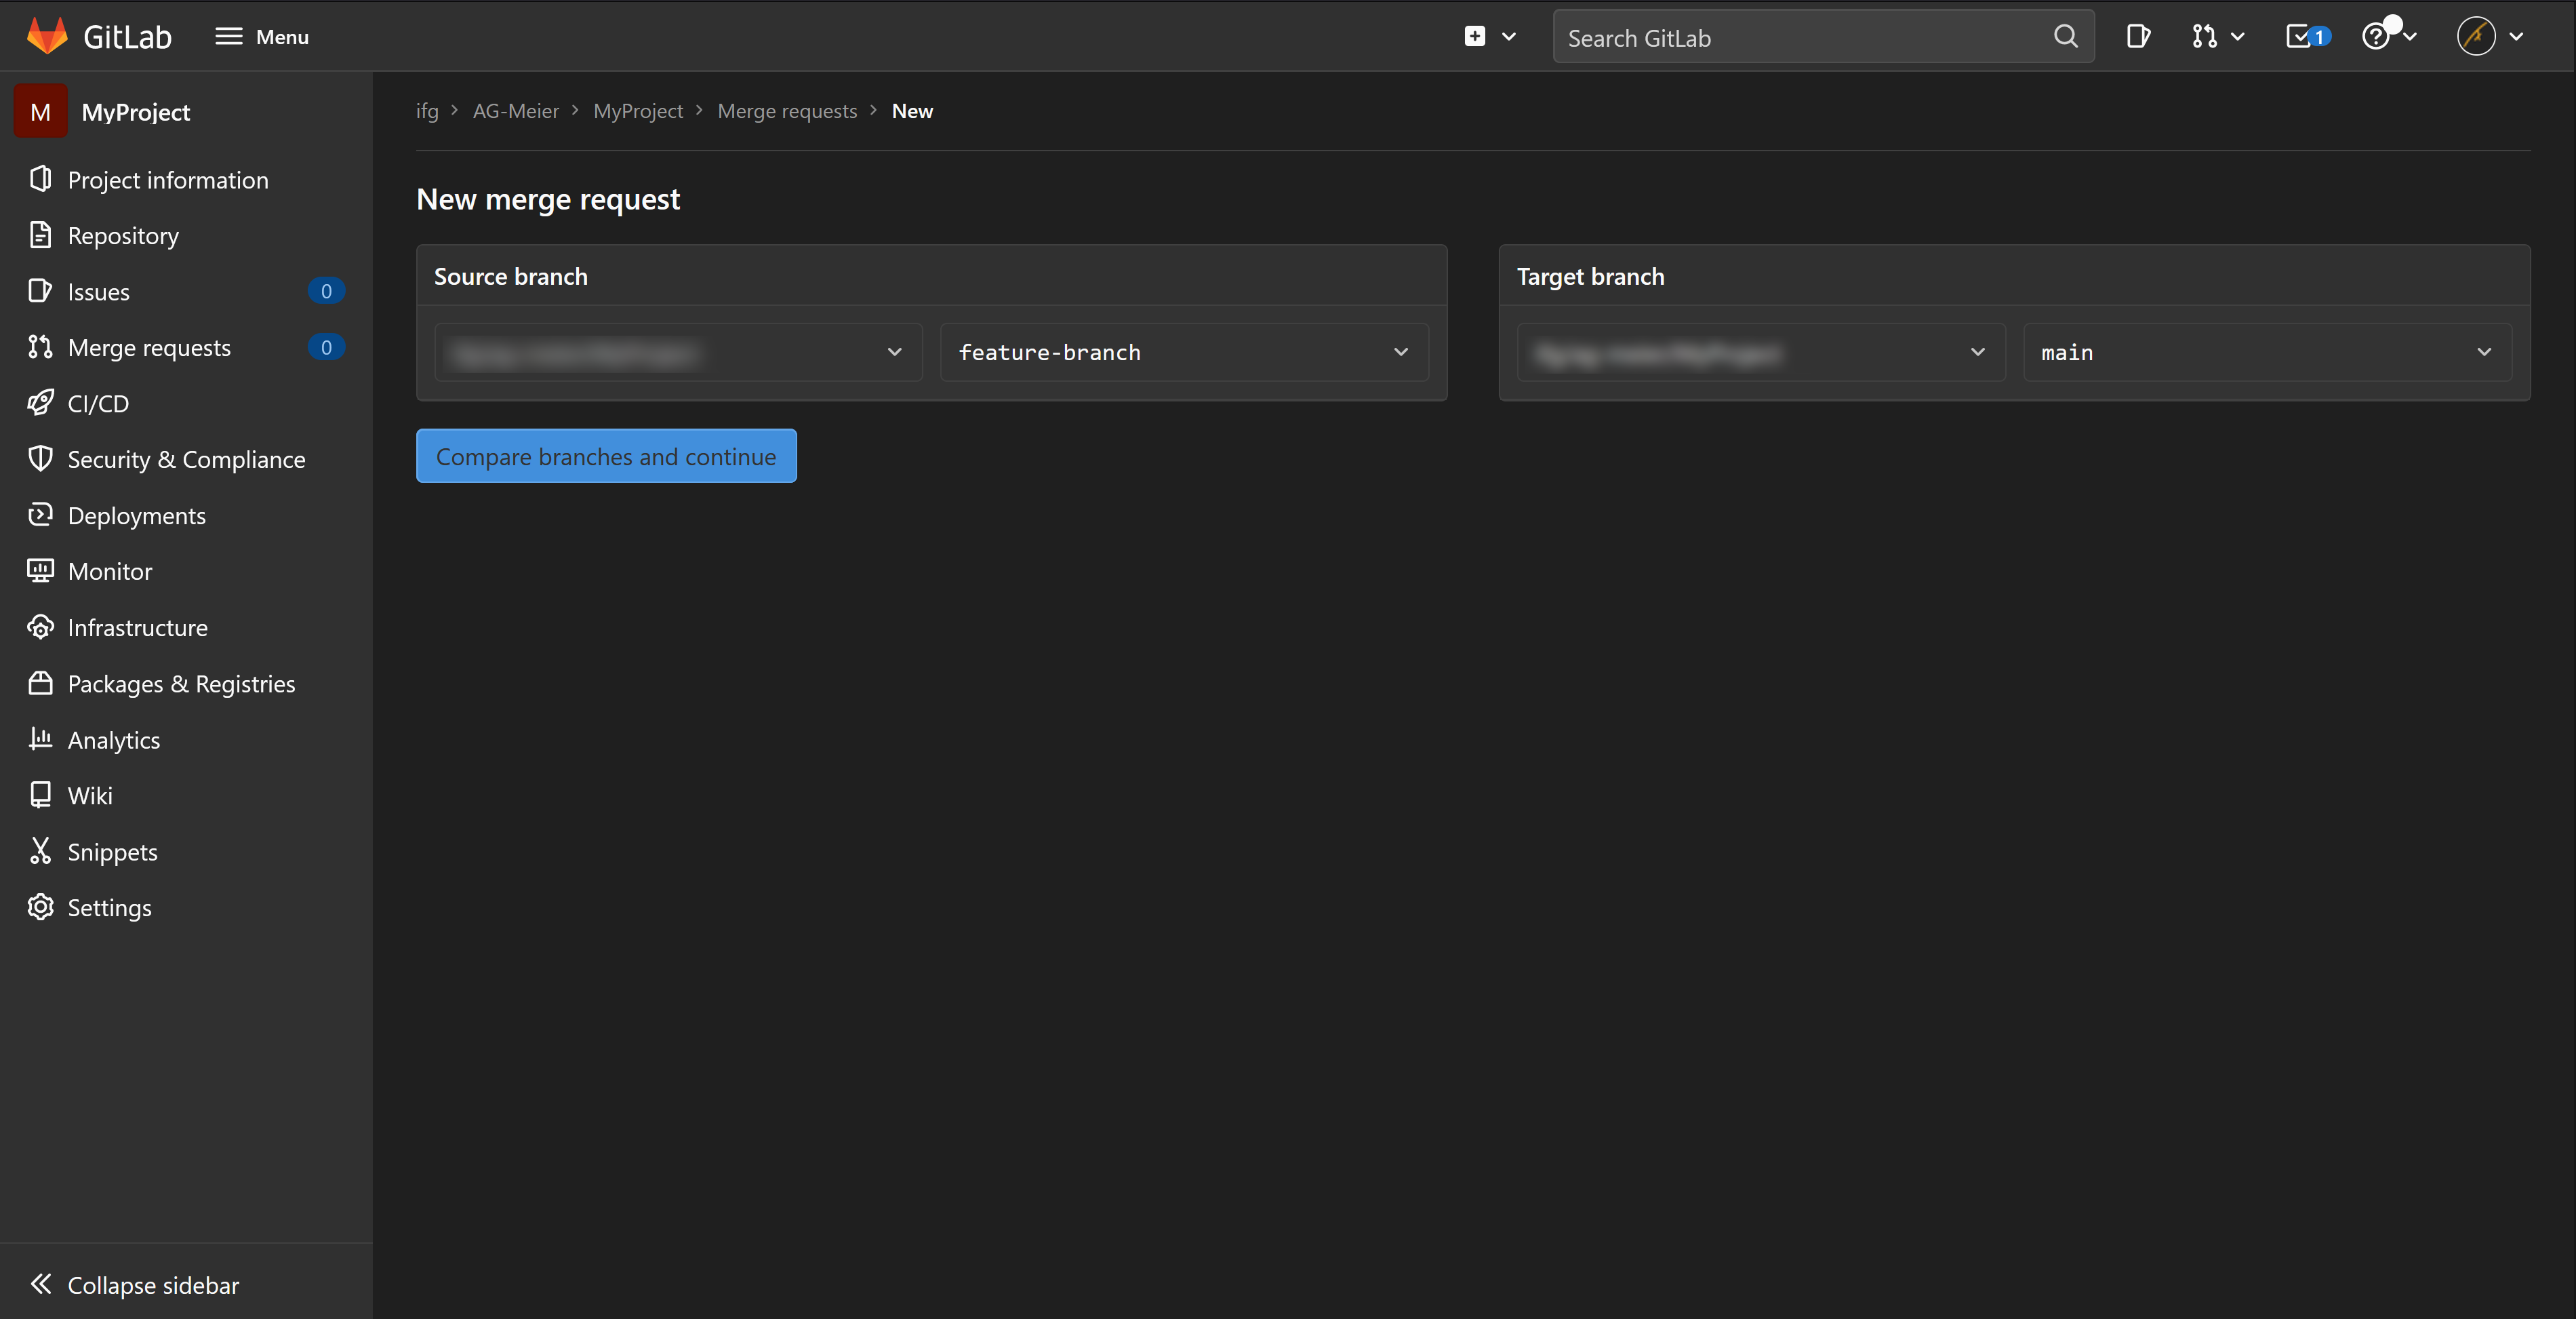 GitLab
Menu
Search GitLab
1
M MyProject
Project information
Repository
Issues 0
Merge requests 0
CI/CD
Security & Compliance
Deployments
Monitor
Infrastructure
Packages & Registries
Analytics
Wiki
Snippets
Settings
Collapse sidebar
ifg > AG-Meier > MyProject > Merge requests > New
New merge request
Source branch
feature-branch
Target branch
main
Compare branches and continue